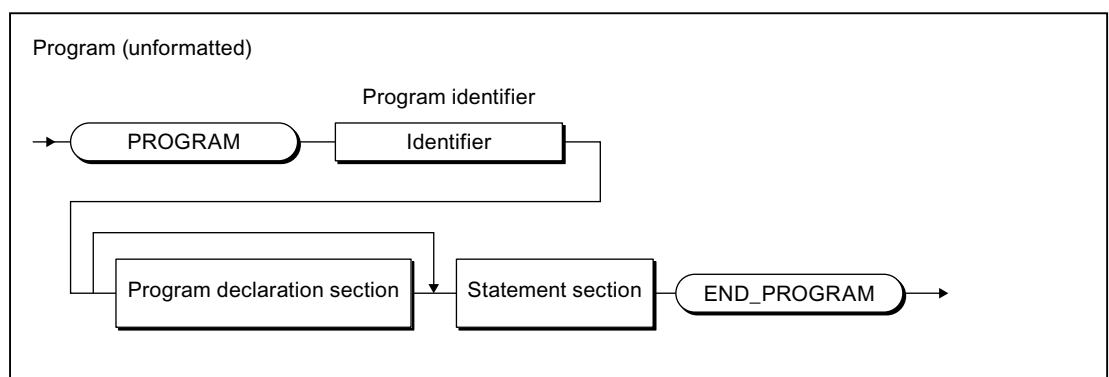 Program (unformatted)
Program identifier
PROGRAM
Identifier
Program declaration section
Statement section
END_PROGRAM